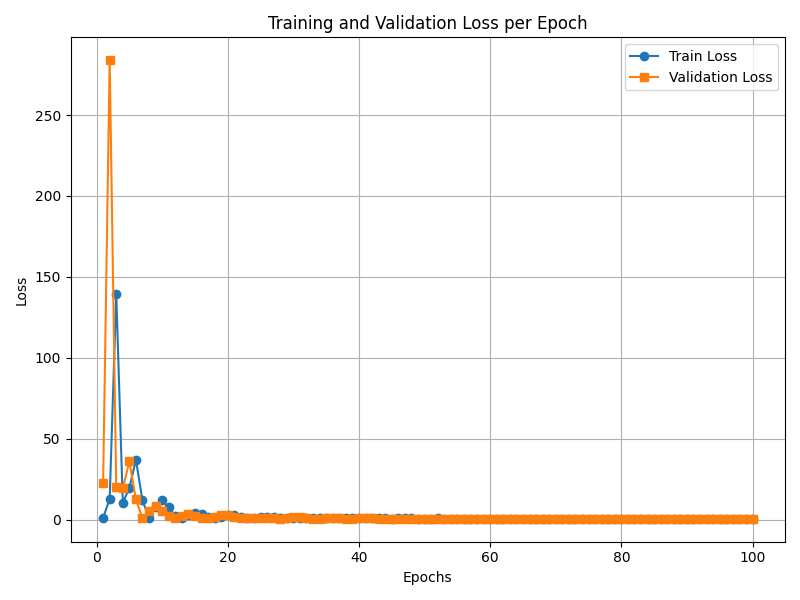 Training and Validation Loss per Epoch
Train Loss
Validation Loss
250
200
150
100
50
0
Loss
0 20 40 60 80 100
Epochs